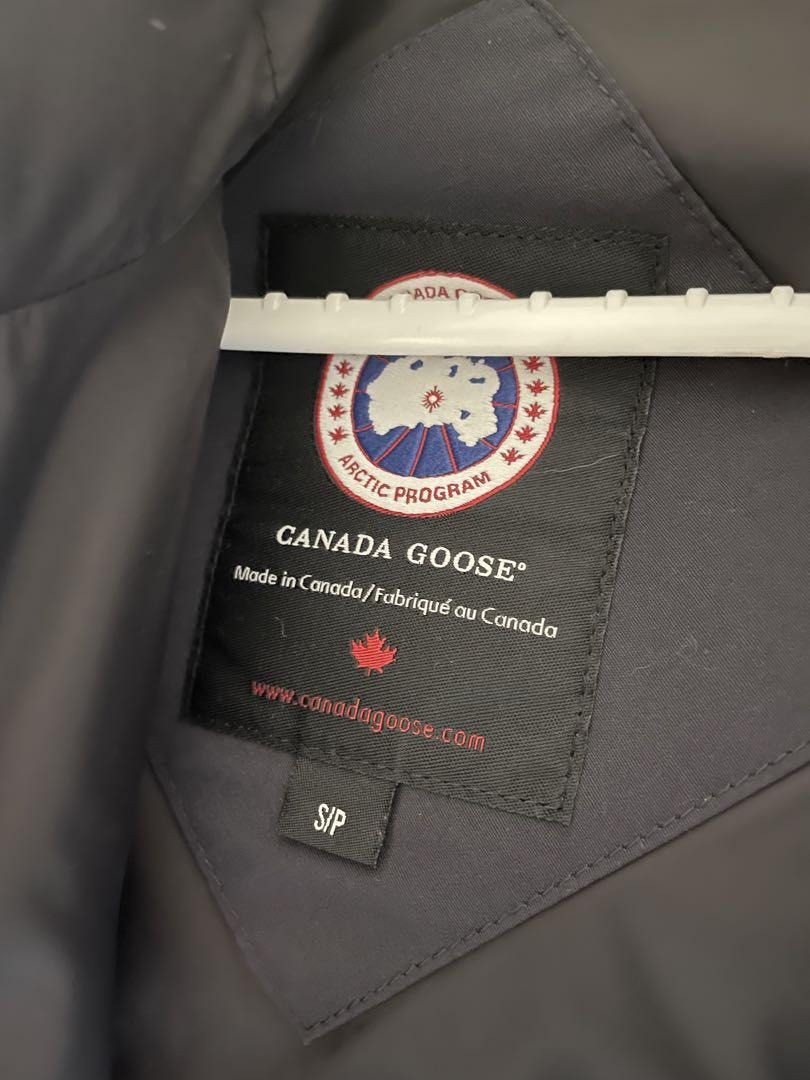 ARCTIC PROGRAM
CANADA GOOSE®
Made in Canada/Fabriqué au Canada
www.canadagoose.com
S/P